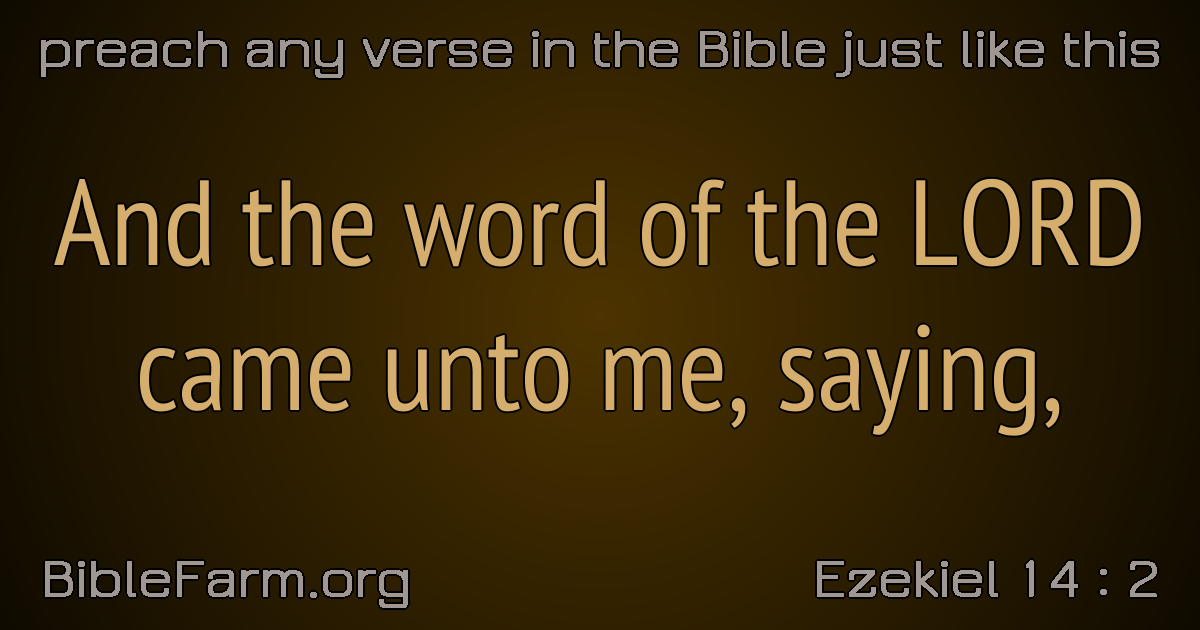 preach any verse in the Bible just like this
And the word of the LORD
came unto me, saying,
BibleFarm.org
Ezekiel 14 : 2